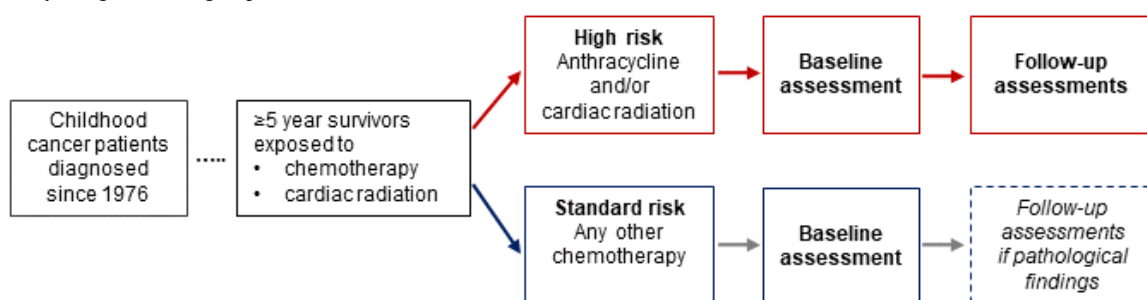 Childhood
cancer patients
diagnosed
since 1976
.....
≥5 year survivors
exposed to
• chemotherapy
• cardiac radiation
High risk
Anthracycline
and/or
cardiac radiation
Baseline
assessment
Follow-up
assessments
Standard risk
Any other
chemotherapy
Baseline
assessment
Follow-up
assessments
if pathological
findings